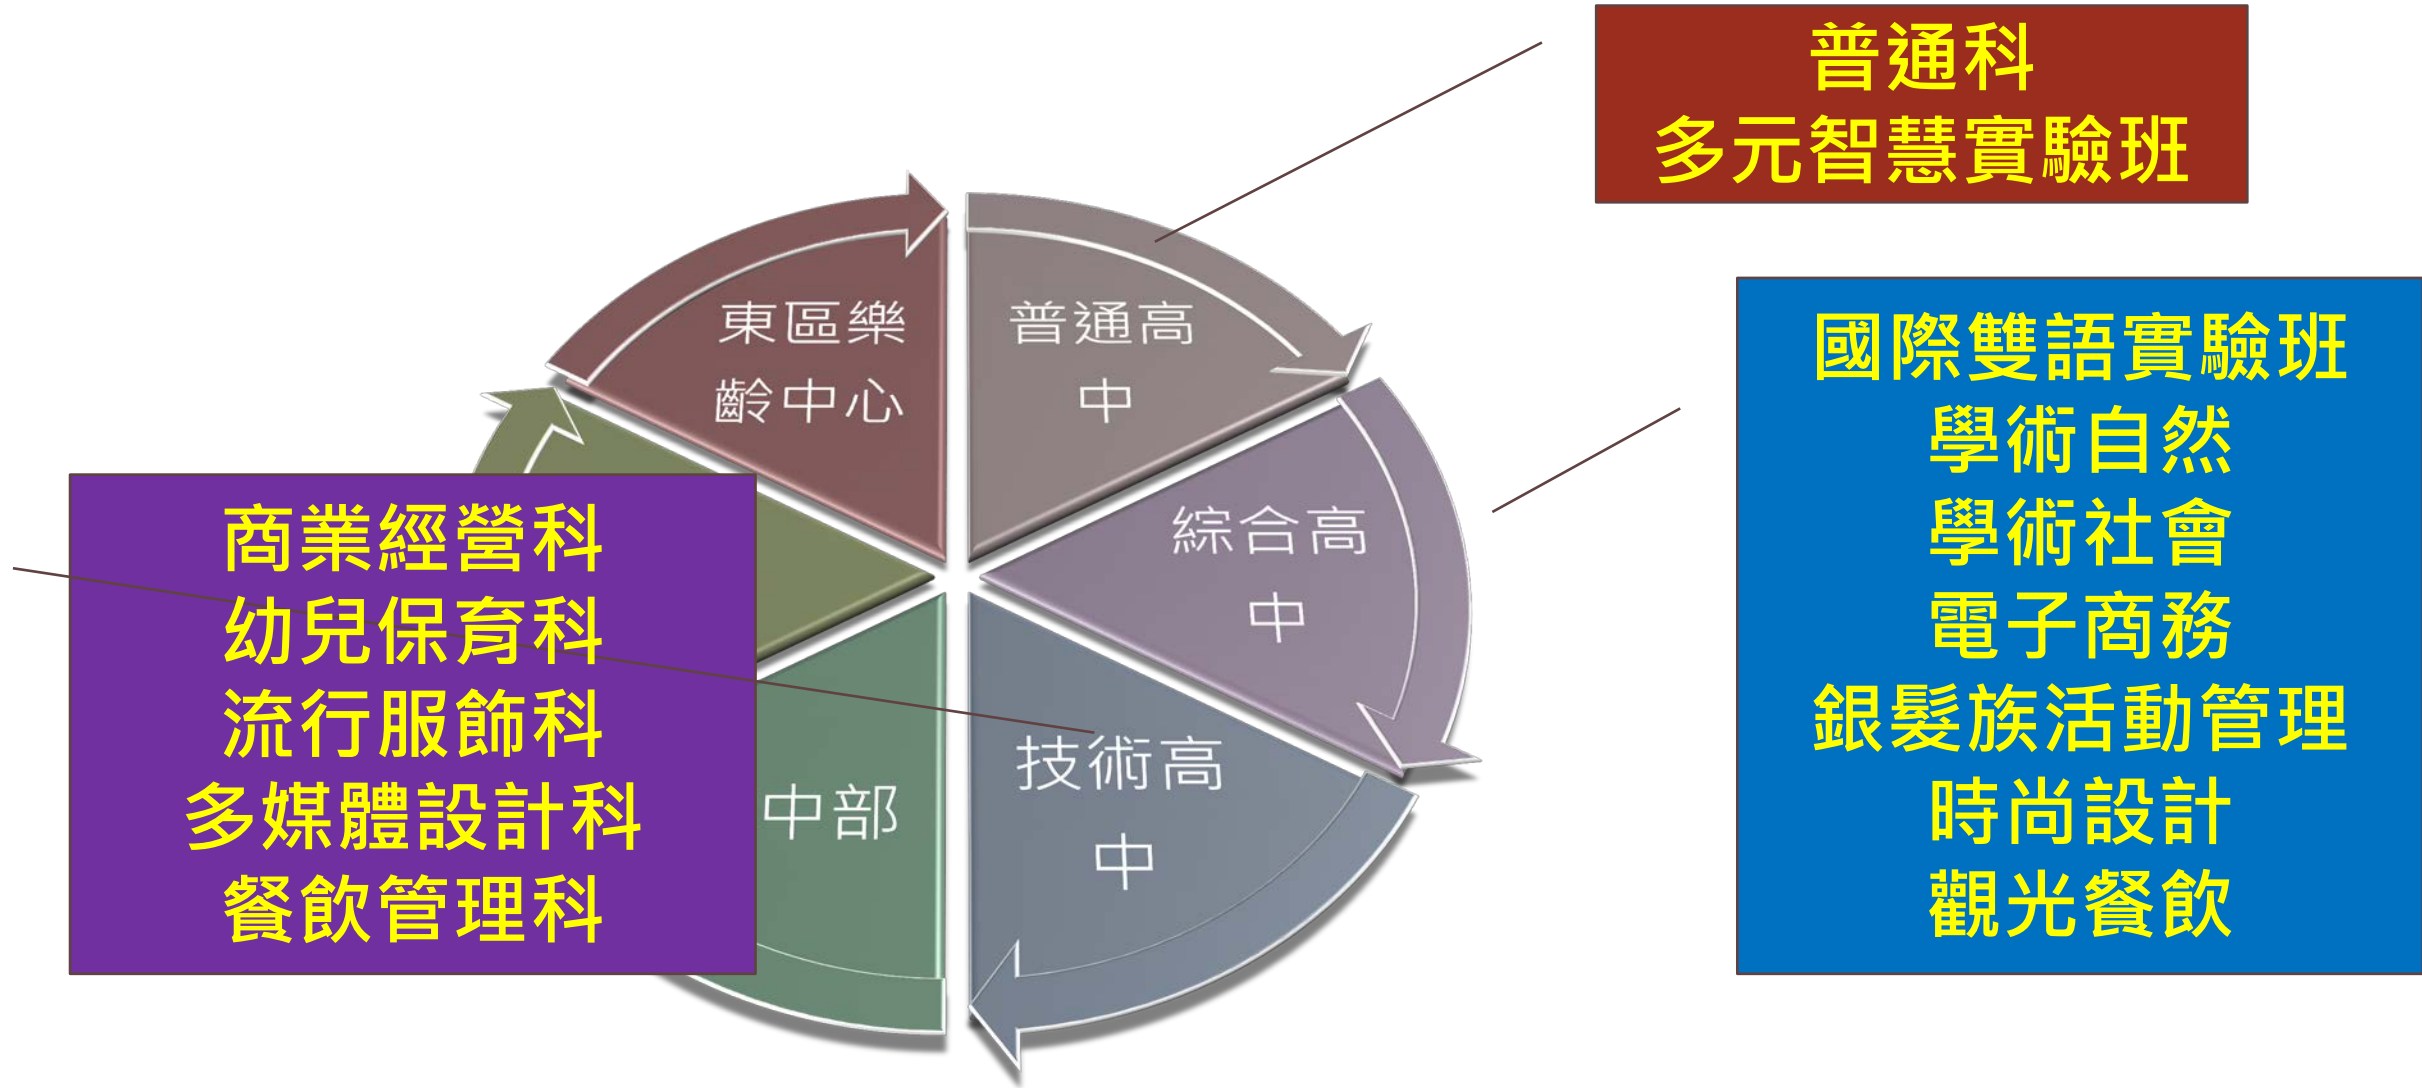 普通科
多元智慧實驗班
東區樂
齡中心
普通高
中
國際雙語實驗班
學術自然
學術社會
電子商務
銀髮族活動管理
時尚設計
觀光餐飲
綜合高
中
商業經營科
幼兒保育科
流行服飾科
多媒體設計科
餐飲管理科
技術高
中
中部